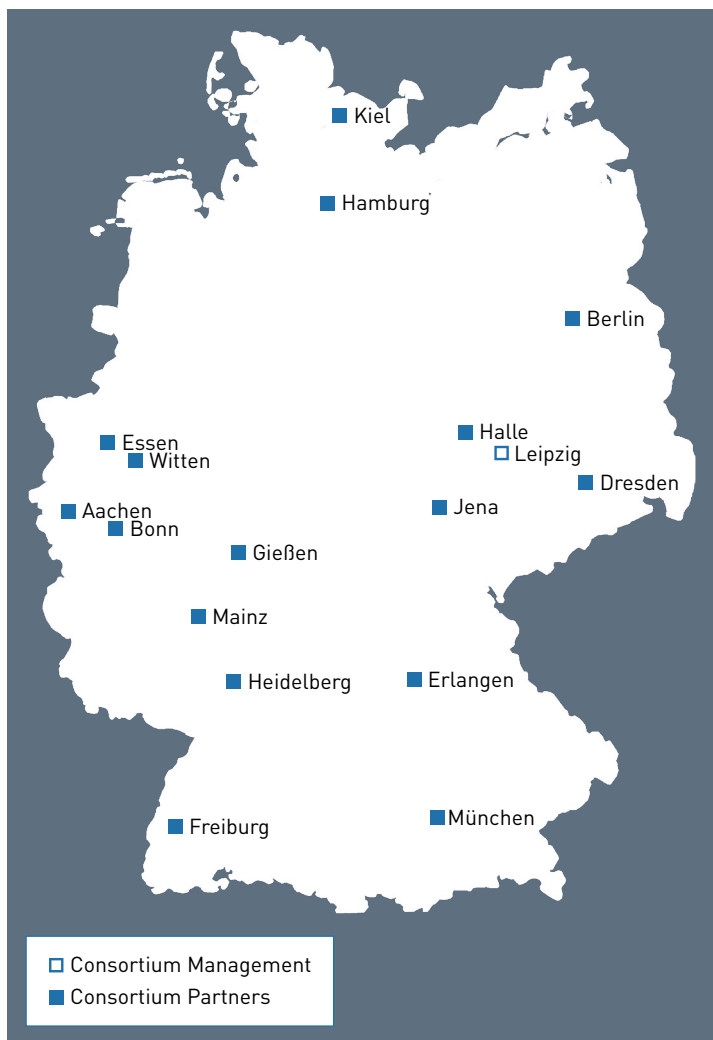 Kiel
Hamburg
Berlin
Halle
Essen
Leipzig
Witten
Dresden
Jena
Aachen
Bonn
Gießen
Mainz
Erlangen
Heidelberg
München
Freiburg
Consortium Management
Consortium Partners